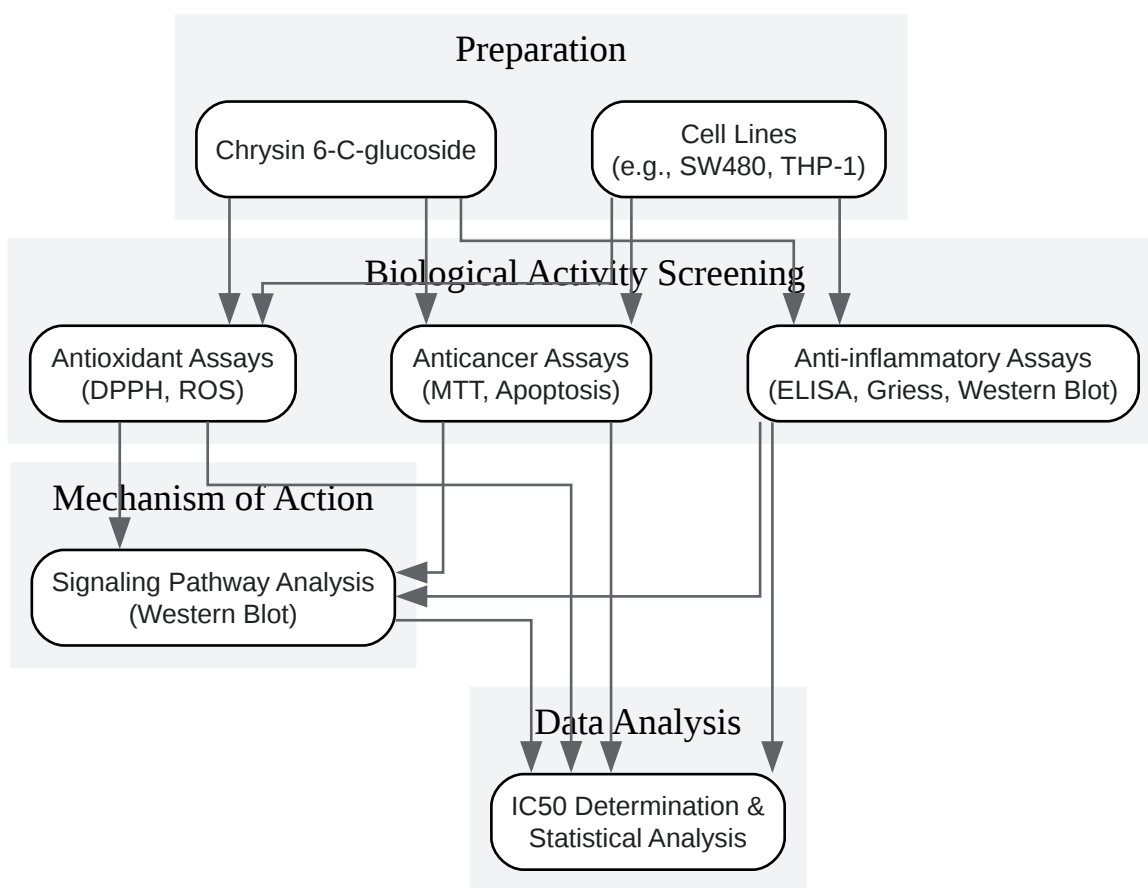 Preparation
Chrysin 6-C-glucoside
Cell Lines
(e.g., SW480, THP-1)
Biological Activity Screening
Antioxidant Assays
(DPPH, ROS)
Anticancer Assays
(MTT, Apoptosis)
Anti-inflammatory Assays
(ELISA, Griess, Western Blot)
Mechanism of Action
Signaling Pathway Analysis
(Western Blot)
Data Analysis
IC50 Determination &
Statistical Analysis